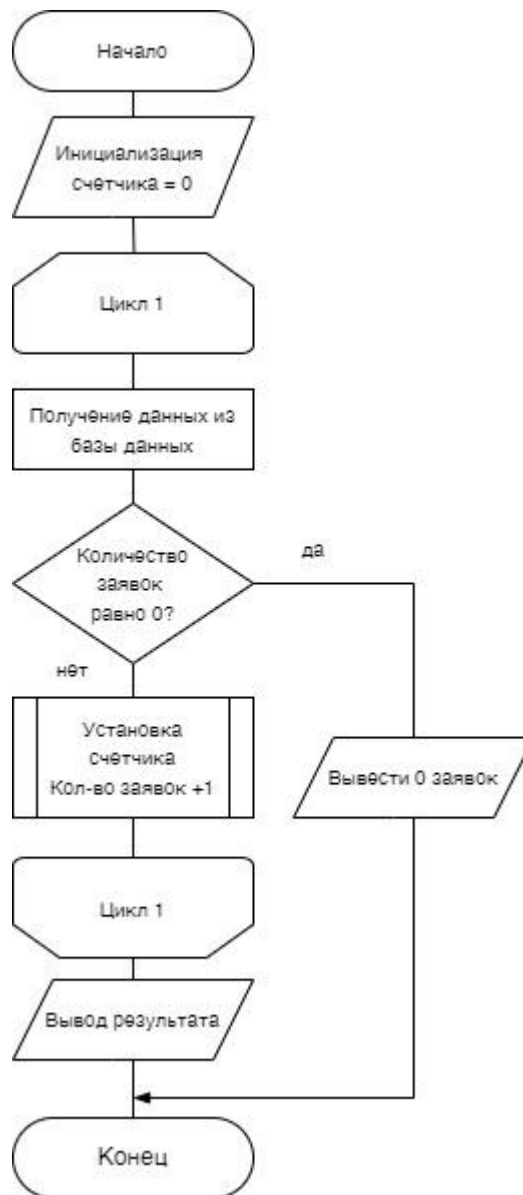 Начало
Инициализация
счетчика = 0
Цикл 1
Получение данных из
базы данных
Количество
заявок
равно 0?
да
нет
Установка
счетчика
Кол-во заявок +1
Вывести 0 заявок
Цикл 1
Вывод результата
Конец